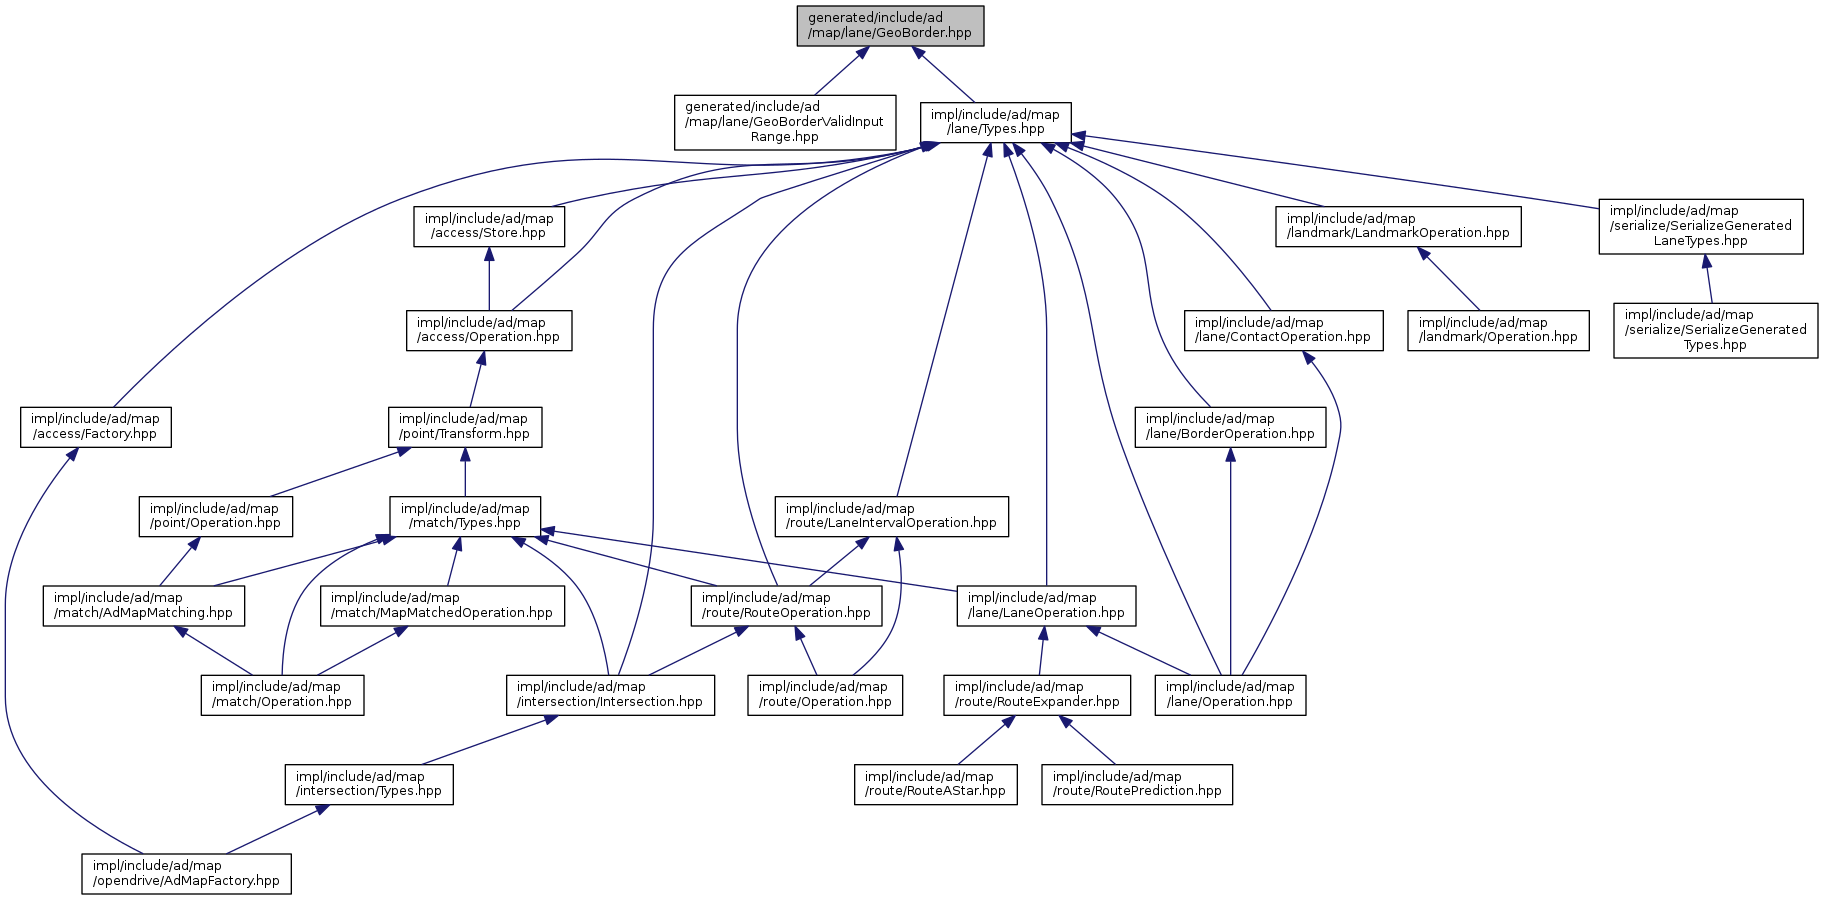 generated/include/ad
/map/lane/GeoBorder.hpp
generated/include/ad
/map/lane/GeoBorderValidInput
Range.hpp
impl/include/ad/map
/lane/Types.hpp
impl/include/ad/map
/access/Store.hpp
impl/include/ad/map
/landmark/LandmarkOperation.hpp
impl/include/ad/map
/serialize/SerializeGenerated
LaneTypes.hpp
impl/include/ad/map
/access/Operation.hpp
impl/include/ad/map
/lane/ContactOperation.hpp
impl/include/ad/map
/landmark/Operation.hpp
impl/include/ad/map
/serialize/SerializeGenerated
Types.hpp
impl/include/ad/map
/access/Factory.hpp
impl/include/ad/map
/point/Transform.hpp
impl/include/ad/map
/lane/BorderOperation.hpp
impl/include/ad/map
/point/Operation.hpp
impl/include/ad/map
/match/Types.hpp
impl/include/ad/map
/route/LaneIntervalOperation.hpp
impl/include/ad/map
/match/AdMapMatching.hpp
impl/include/ad/map
/match/MapMatchedOperation.hpp
impl/include/ad/map
/route/RouteOperation.hpp
impl/include/ad/map
/lane/LaneOperation.hpp
impl/include/ad/map
/match/Operation.hpp
impl/include/ad/map
/intersection/Intersection.hpp
impl/include/ad/map
/route/Operation.hpp
impl/include/ad/map
/route/RouteExpander.hpp
impl/include/ad/map
/lane/Operation.hpp
impl/include/ad/map
/intersection/Types.hpp
impl/include/ad/map
/route/RouteAStar.hpp
impl/include/ad/map
/route/RoutePrediction.hpp
impl/include/ad/map
/opendrive/AdMapFactory.hpp